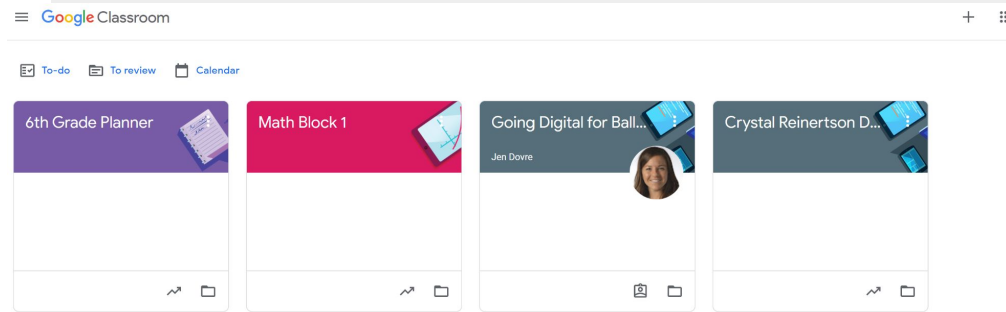 Google Classroom
To-do To review Calendar
6th Grade Planner
Math Block 1
Going Digital for Ball...
Jen Dovre
Crystal Reinertson D...